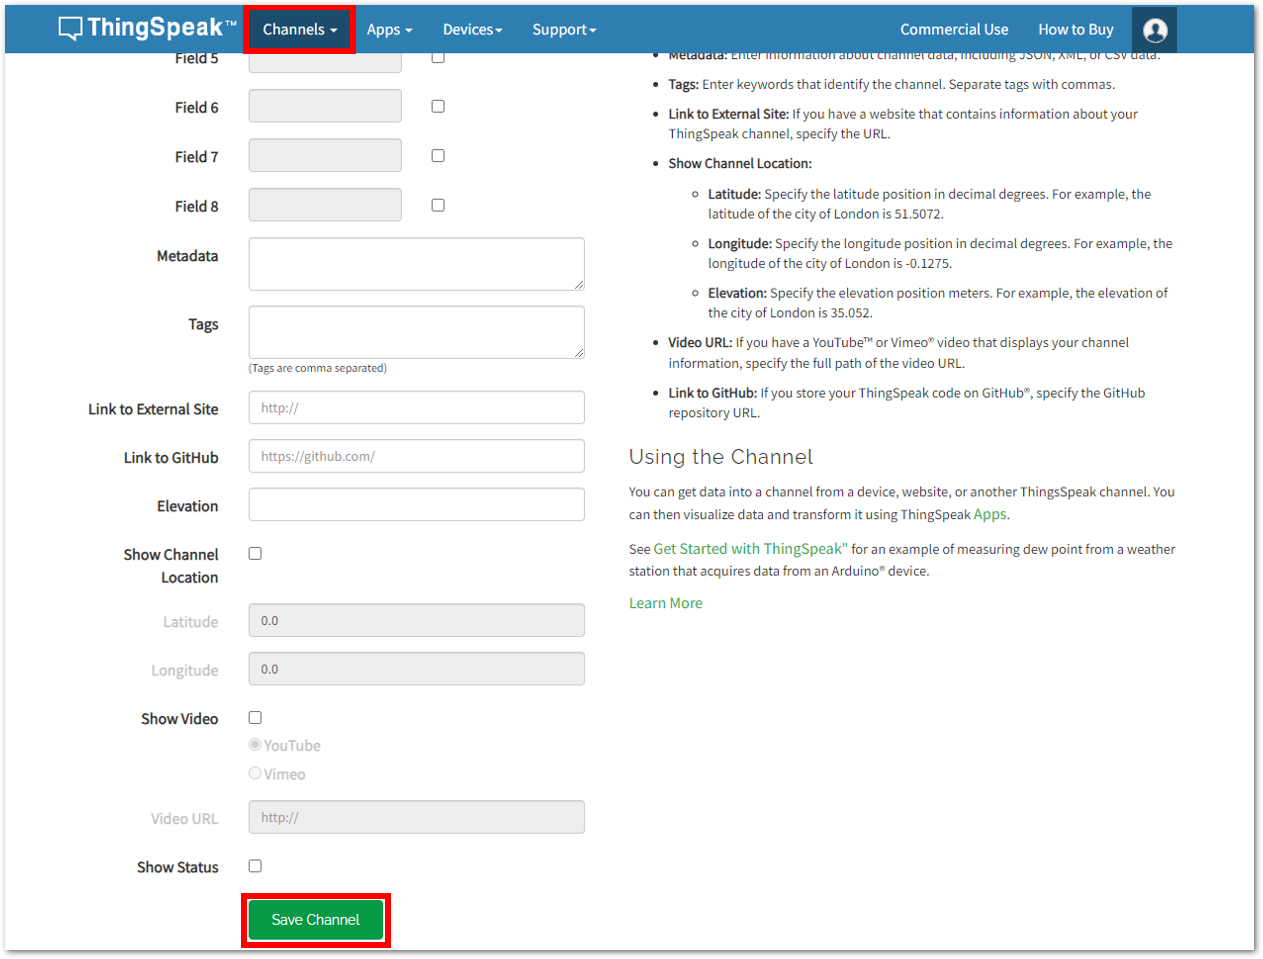 ThingSpeak™ Channels Apps Devices Support Commercial Use How to Buy
Field 5
Field 6
Field 7
Field 8
Metadata
Tags
(Tags are comma separated)
Link to External Site http://
Link to GitHub https://github.com/
Elevation
Show Channel
Location
Latitude 0.0
Longitude 0.0
Show Video
YouTube
Vimeo
Video URL http://
Show Status
Save Channel
• Metadata: Enter information about channel data, including JSON, XML, or CSV data.
• Tags: Enter keywords that identify the channel. Separate tags with commas.
• Link to External Site: If you have a website that contains information about your
ThingSpeak channel, specify the URL.
• Show Channel Location:
◦ Latitude: Specify the latitude position in decimal degrees. For example, the
latitude of the city of London is 51.5072.
◦ Longitude: Specify the longitude position in decimal degrees. For example, the
longitude of the city of London is -0.1275.
◦ Elevation: Specify the elevation position meters. For example, the elevation of
the city of London is 35.052.
• Video URL: If you have a YouTube™ or Vimeo® video that displays your channel
information, specify the full path of the video URL.
• Link to GitHub: If you store your ThingSpeak code on GitHub®, specify the GitHub
repository URL.
Using the Channel
You can get data into a channel from a device, website, or another ThingsSpeak channel. You
can then visualize data and transform it using ThingSpeak Apps.
See Get Started with ThingSpeak" for an example of measuring dew point from a weather
station that acquires data from an Arduino® device.
Learn More